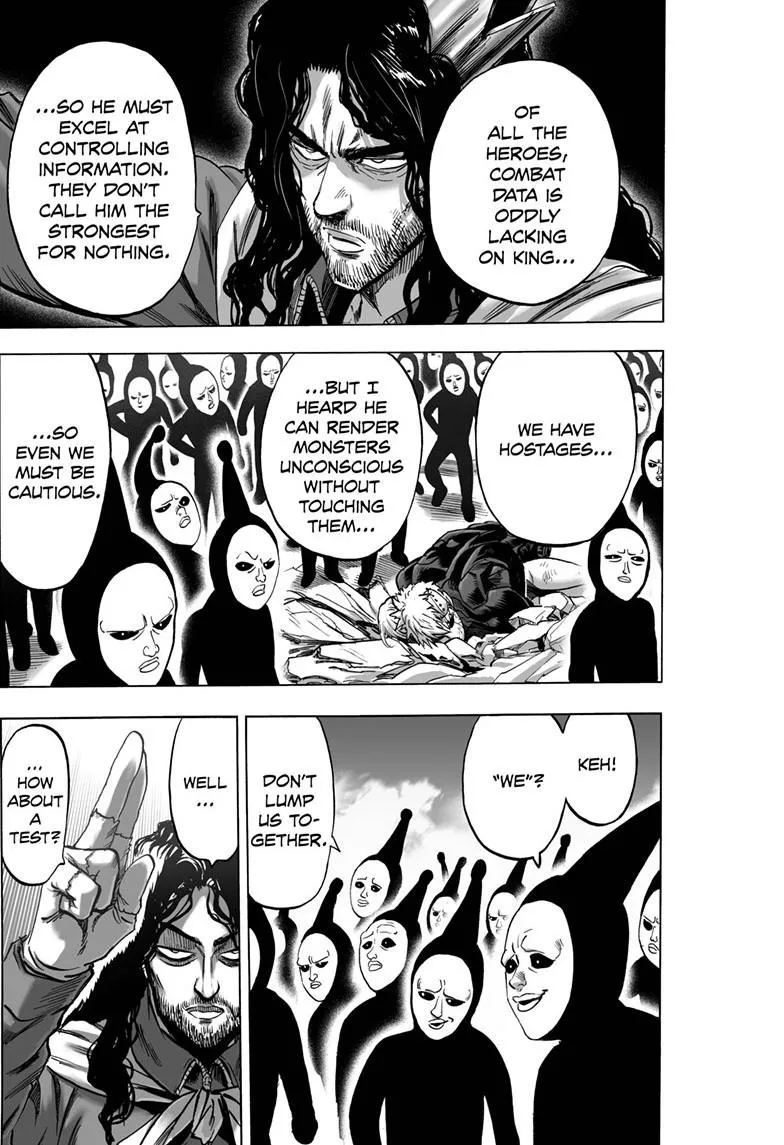 OF
ALL THE
HEROES,
COMBAT
DATA IS
ODDLY
LACKING
ON KING...
...SO HE MUST
EXCEL AT
CONTROLLING
INFORMATION.
THEY DON'T
CALL HIM THE
STRONGEST
FOR NOTHING.
WE HAVE
HOSTAGES...
...BUT I
HEARD HE
CAN RENDER
MONSTERS
UNCONSCIOUS
WITHOUT
TOUCHING
THEM...
...SO
EVEN WE
MUST BE
CAUTIOUS.
KEH!
"WE"?
DON'T
LUMP
US TO-
GETHER.
WELL
...
...
HOW
ABOUT
A
TEST?